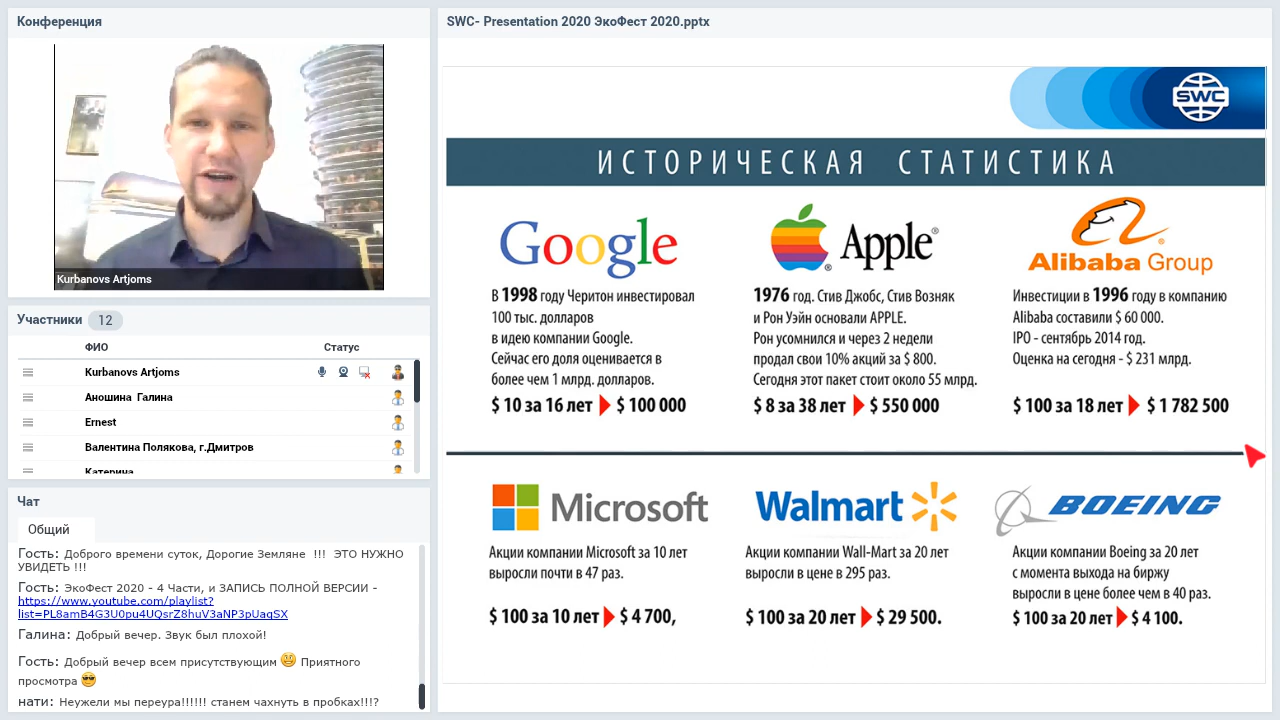 Конференция
Kurbanovs Artjoms
Участники 12
ФИО Статус
Kurbanovs Artjoms
Аношина Галина
Ernest
Валентина Полякова, г.Дмитров
Катерина
Чат
Общий
Гость: Доброго времени суток, Дорогие Земляне !!! ЭТО НУЖНО
УВИДЕТЬ !!!
Гость: ЭкоФест 2020 - 4 Части, и ЗАПИСЬ ПОЛНОЙ ВЕРСИИ -
https://www.youtube.com/playlist?
list=PL8amB4G3U0pu4UQsrZ8huV3aNP3pUaqSX
Галина: Добрый вечер. Звук был плохой!
Гость: Добрый вечер всем присутствующим Приятного
просмотра
нати: Неужели мы переура!!!!!! станем чахнуть в пробках!!!?
SWC- Presentation 2020 ЭкоФест 2020.pptx
SWC
ИСТОРИЧЕСКАЯ СТАТИСТИКА
Google
В 1998 году Черитон инвестировал
100 тыс. долларов
в идею компании Google.
Сейчас его доля оценивается в
более чем 1 млрд. долларов.
$ 10 за 16 лет $ 100 000
Apple®
1976 год. Стив Джобс, Стив Возняк
и Рон Уэйн основали APPLE.
Рон усомнился и через 2 недели
продал свои 10% акций за $ 800.
Сегодня этот пакет стоит около 55 млрд.
$ 8 за 38 лет $ 550 000
Alibaba Group
Инвестиции в 1996 году в компанию
Alibaba составили $ 60 000.
IPO - сентябрь 2014 год.
Оценка на сегодня - $ 231 млрд.
$ 100 за 18 лет $ 1 782 500
Microsoft
Акции компании Microsoft за 10 лет
выросли почти в 47 раз.
$ 100 за 10 лет $ 4 700,
Walmart
Акции компании Wall-Mart за 20 лет
выросли в цене в 295 раз.
$ 100 за 20 лет $ 29 500.
BOEING
Акции компании Boeing за 20 лет
с момента выхода на биржу
выросли в цене более чем в 40 раз.
$ 100 за 20 лет $ 4 100.